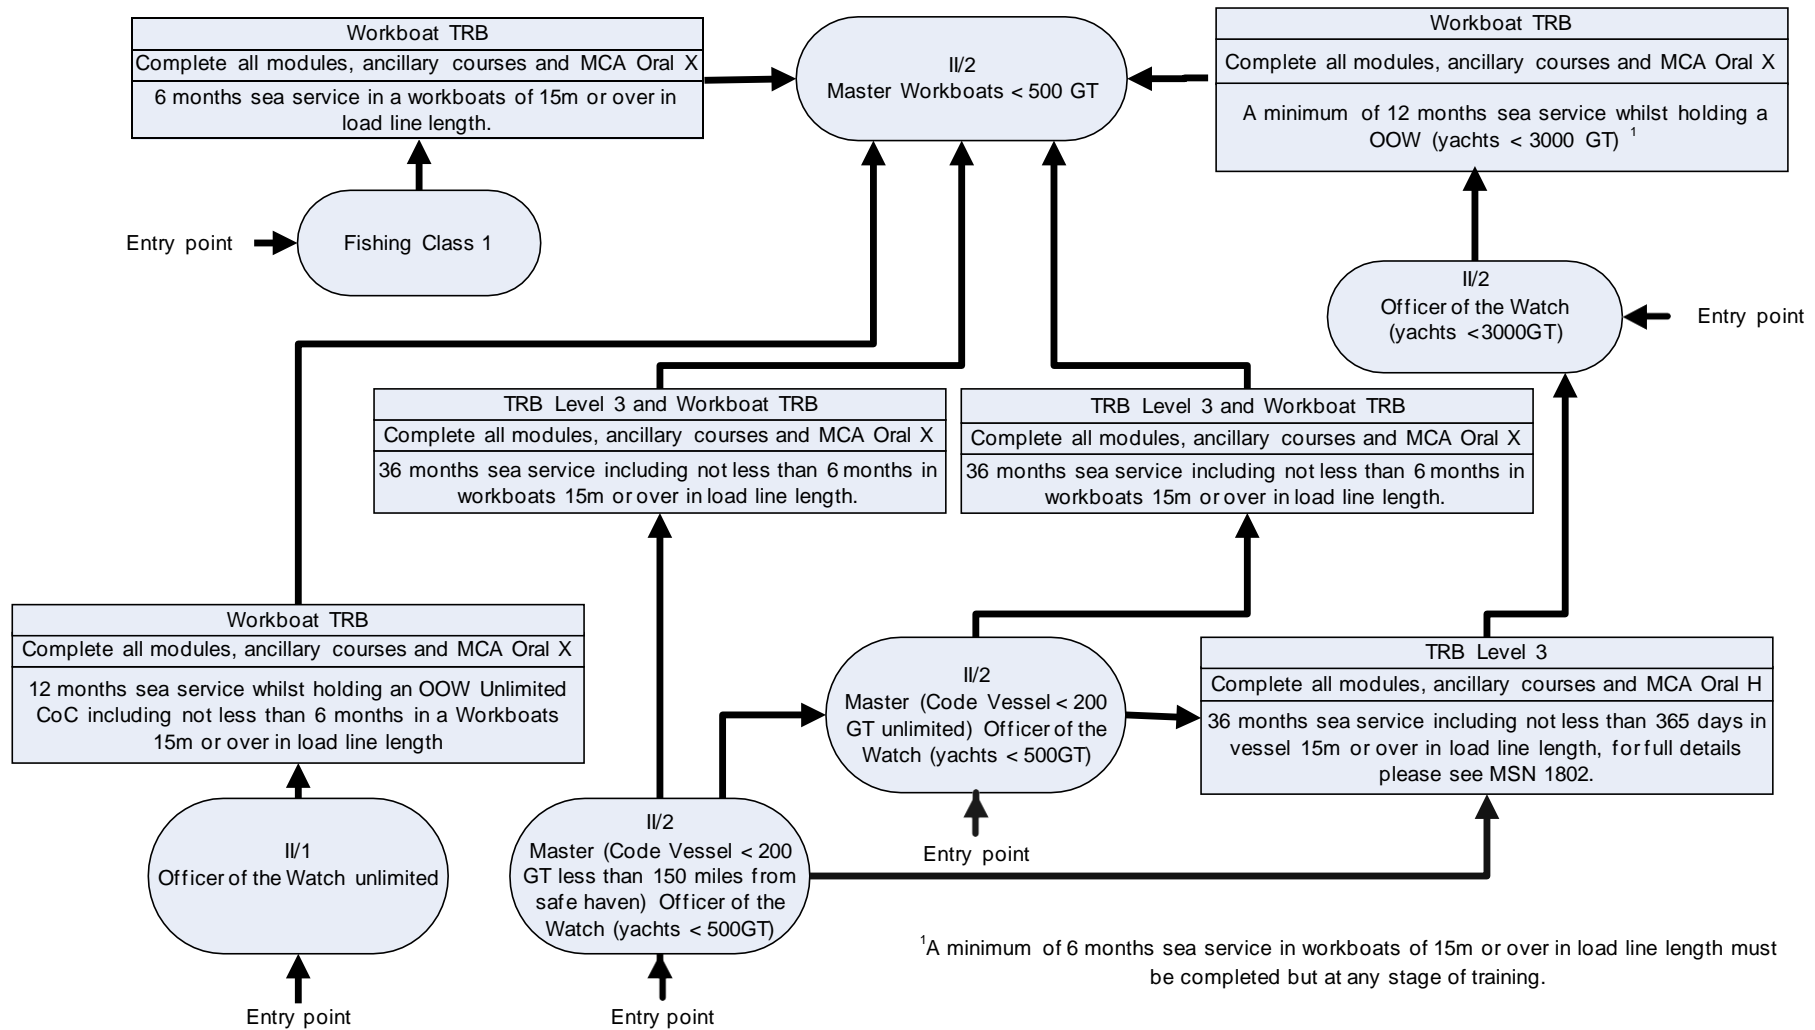 Workboat TRB
Complete all modules, ancillary courses and MCA Oral X
6 months sea service in a workboats of 15m or over in
load line length.
II/2
Master Workboats < 500 GT
Workboat TRB
Complete all modules, ancillary courses and MCA Oral X
A minimum of 12 months sea service whilst holding a
OOW (yachts < 3000 GT) 1
Entry point
Fishing Class 1
II/2
Officer of the Watch
(yachts <3000GT)
Entry point
TRB Level 3 and Workboat TRB
Complete all modules, ancillary courses and MCA Oral X
36 months sea service including not less than 6 months in
workboats 15m or over in load line length.
TRB Level 3 and Workboat TRB
Complete all modules, ancillary courses and MCA Oral X
36 months sea service including not less than 6 months in
workboats 15m or over in load line length.
Workboat TRB
Complete all modules, ancillary courses and MCA Oral X
12 months sea service whilst holding an OOW Unlimited
CoC including not less than 6 months in a Workboats
15m or over in load line length
II/2
Master (Code Vessel < 200
GT unlimited) Officer of the
Watch (yachts < 500GT)
TRB Level 3
Complete all modules, ancillary courses and MCA Oral H
36 months sea service including not less than 365 days in
vessel 15m or over in load line length, for full details
please see MSN 1802.
II/1
Officer of the Watch unlimited
II/2
Master (Code Vessel < 200
GT less than 150 miles from
safe haven) Officer of the
Watch (yachts < 500GT)
Entry point
1A minimum of 6 months sea service in workboats of 15m or over in load line length must
be completed but at any stage of training.
Entry point
Entry point